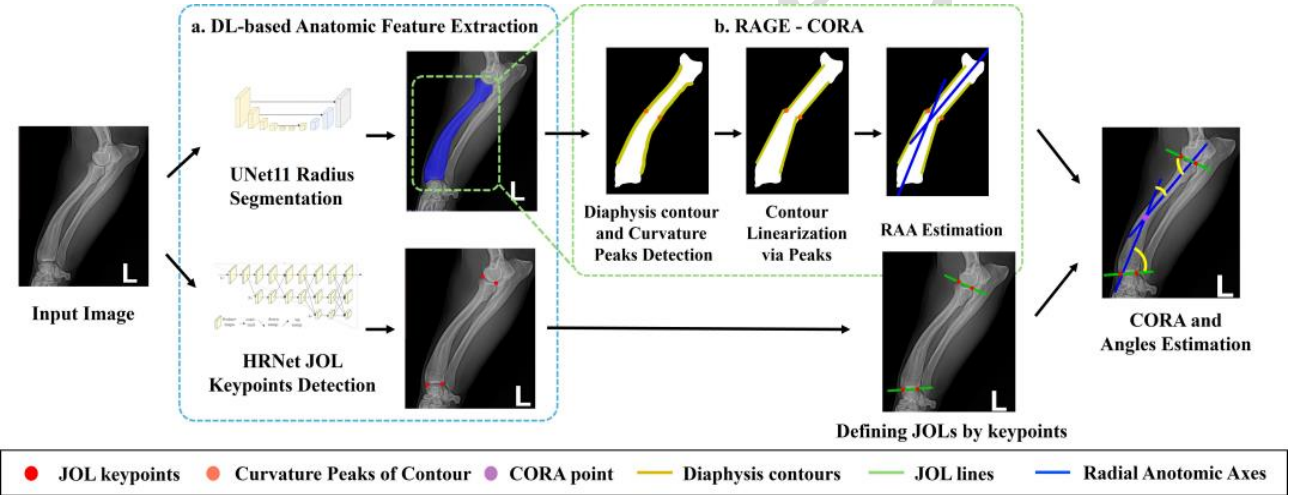 a. DL-based Anatomic Feature Extraction
b. RAGE - CORA
UNet11 Radius
Segmentation
L
Diaphysis contour
and Curvature
Peaks Detection
Contour
Linearization
via Peaks
RAA Estimation
L
Input Image
HRNet JOL
Keypoints Detection
L
L
Defining JOLs by keypoints
L
CORA and
Angles Estimation
JOL keypoints
Curvature Peaks of Contour
CORA point
Diaphysis contours
JOL lines
Radial Anotomic Axes